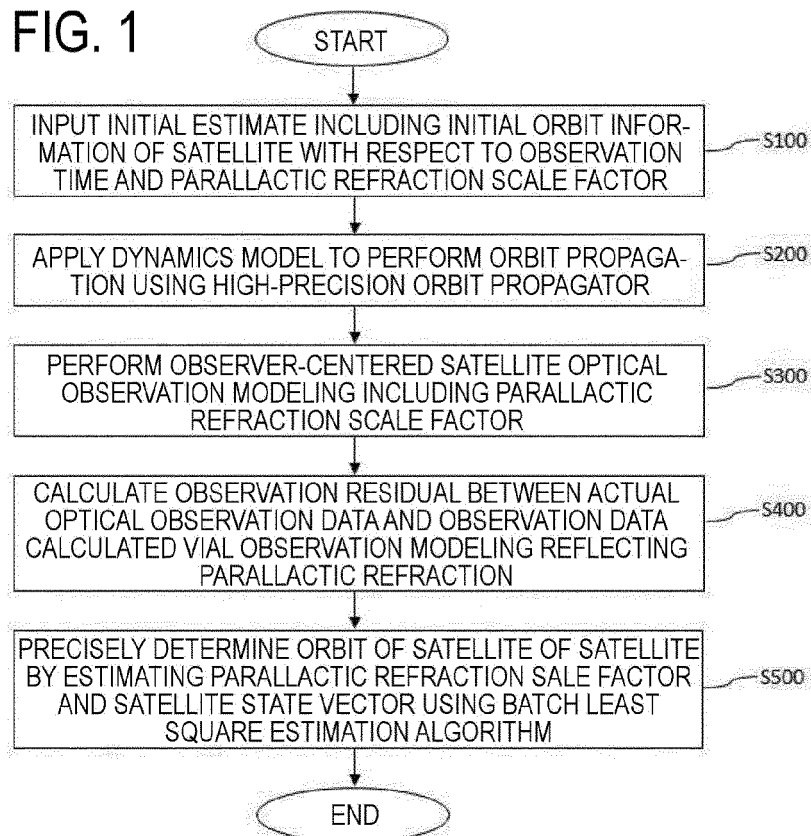 FIG. 1
START
INPUT INITIAL ESTIMATE INCLUDING INITIAL ORBIT INFOR-
MATION OF SATELLITE WITH RESPECT TO OBSERVATION
TIME AND PARALLACTIC REFRACTION SCALE FACTOR
S100
APPLY DYNAMICS MODEL TO PERFORM ORBIT PROPAGA-
TION USING HIGH-PRECISION ORBIT PROPAGATOR
S200
PERFORM OBSERVER-CENTERED SATELLITE OPTICAL
OBSERVATION MODELING INCLUDING PARALLACTIC
REFRACTION SCALE FACTOR
S300
CALCULATE OBSERVATION RESIDUAL BETWEEN ACTUAL
OPTICAL OBSERVATION DATA AND OBSERVATION DATA
CALCULATED VIAL OBSERVATION MODELING REFLECTING
PARALLACTIC REFRACTION
S400
PRECISELY DETERMINE ORBIT OF SATELLITE OF SATELLITE
BY ESTIMATING PARALLACTIC REFRACTION SALE FACTOR
AND SATELLITE STATE VECTOR USING BATCH LEAST
SQUARE ESTIMATION ALGORITHM
S500
END